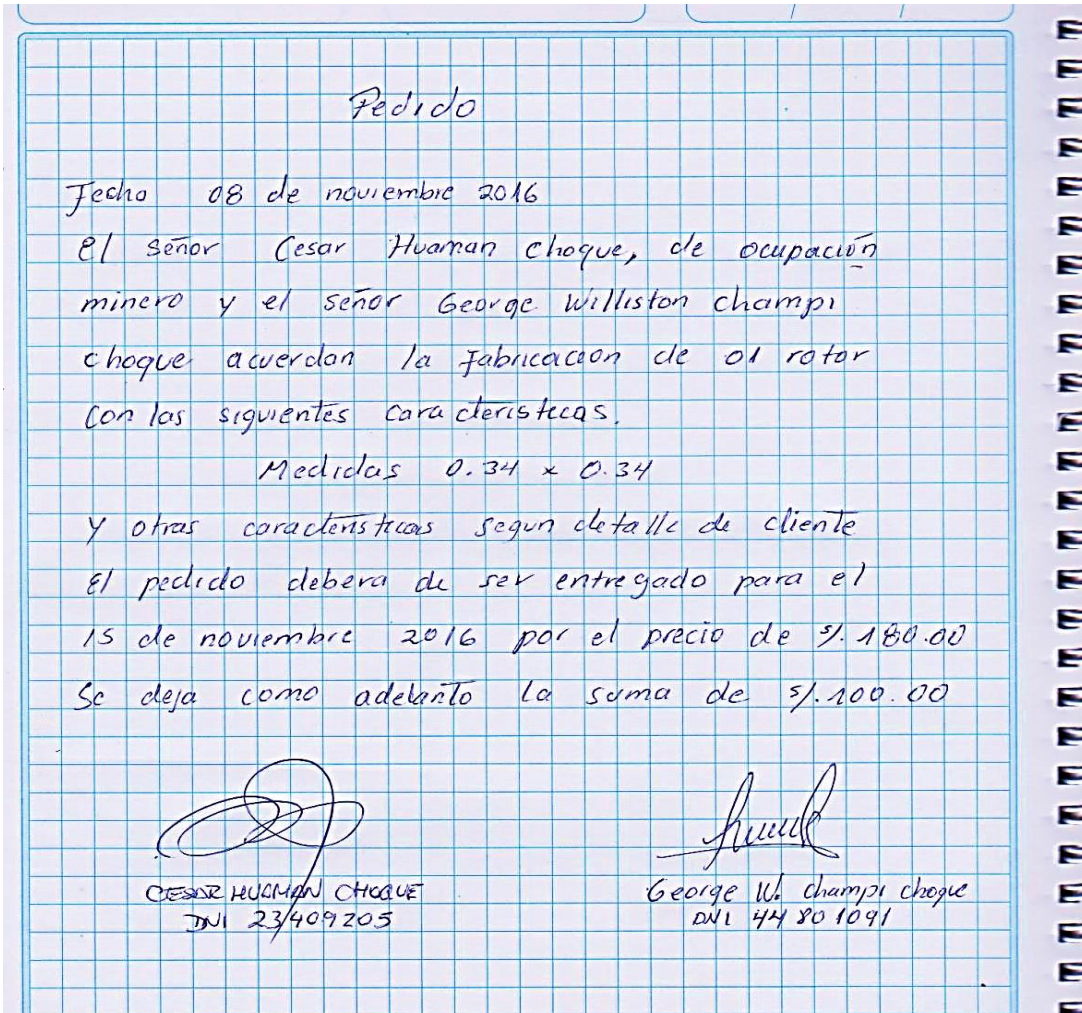 Pedido
Fecha 08 de noviembre 2016
el señor Cesar Huaman choque, de ocupación
minero y el señor George Williston champi
choque acuerdan la fabricacion de 01 rotor
con las siguientes caracteristicas.
Medidas 0.34 x 0.34
y otras caracteristicas segun detalle de cliente
El pedido debera de ser entregado para el
15 de noviembre 2016 por el precio de s/. 180.00
Se deja como adelanto la suma de s/. 100.00
CESAR HUAMAN CHOQUE
DNI 23409205
George W. champi choque
DNI 44801091